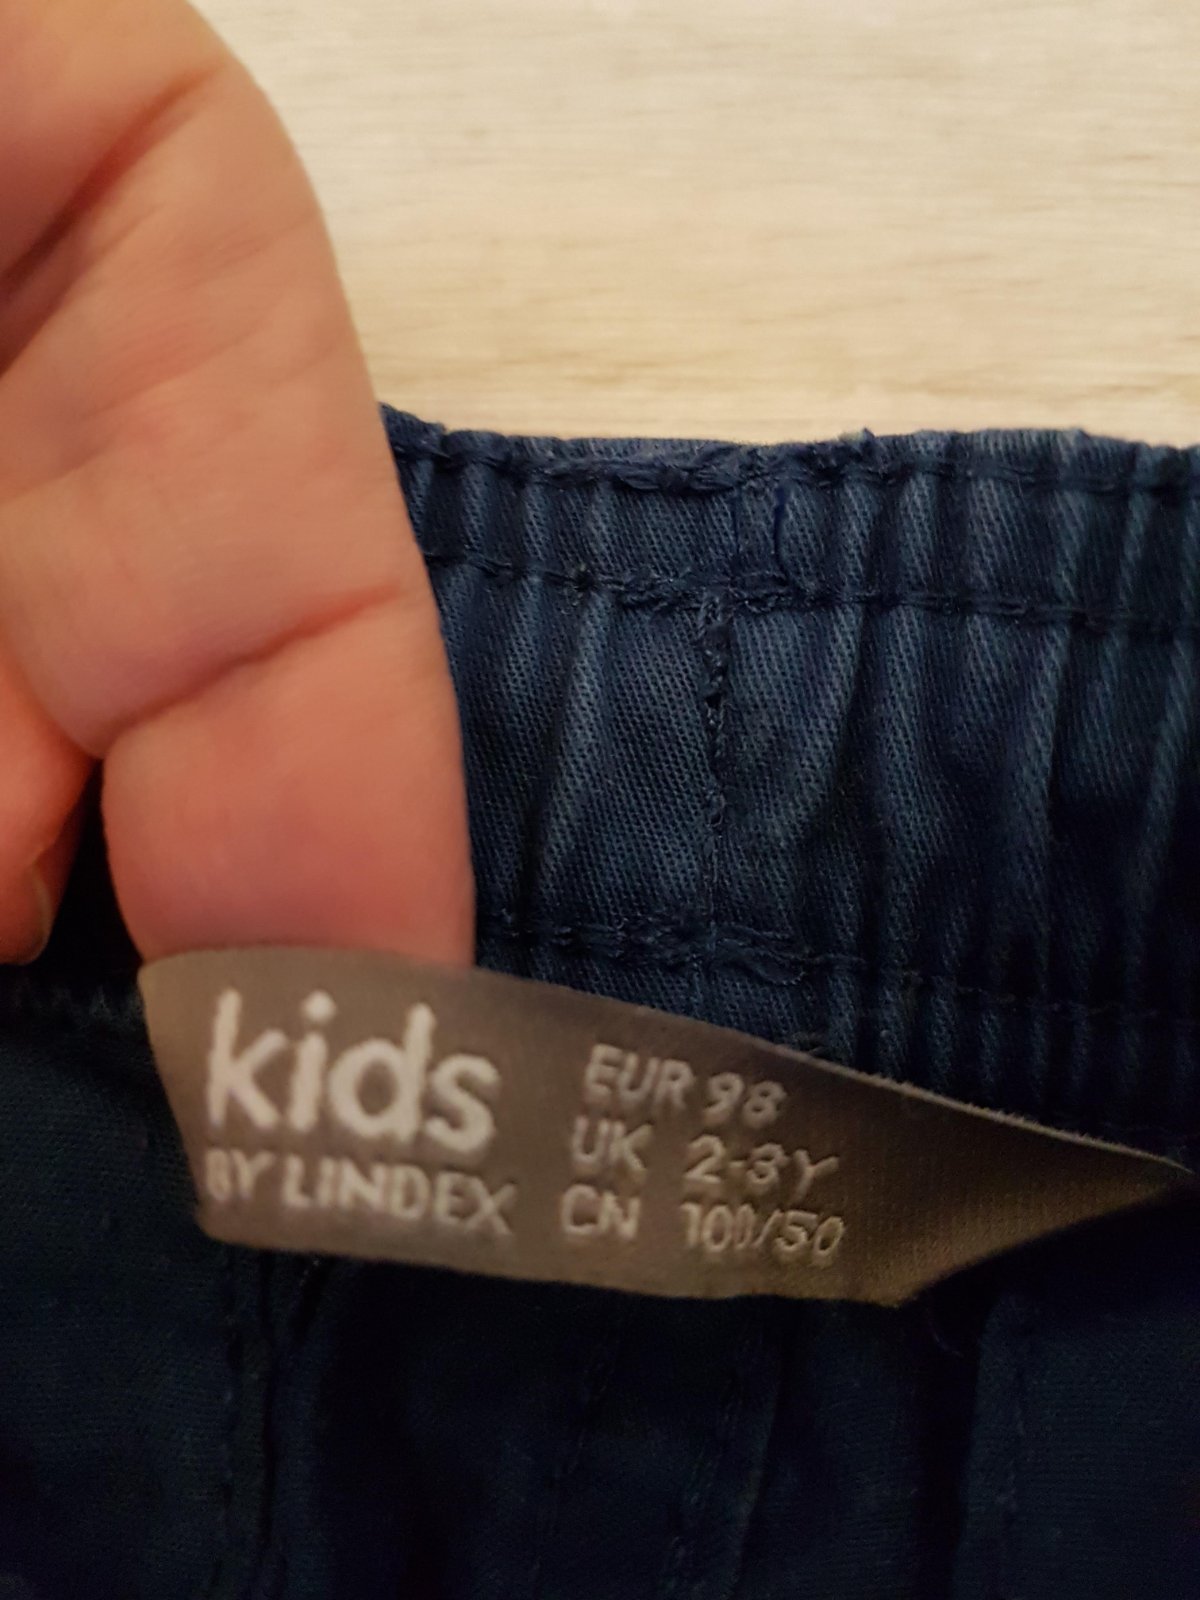 kids
BY LINDEX
EUR 98
UK 2-3Y
CN 100/50